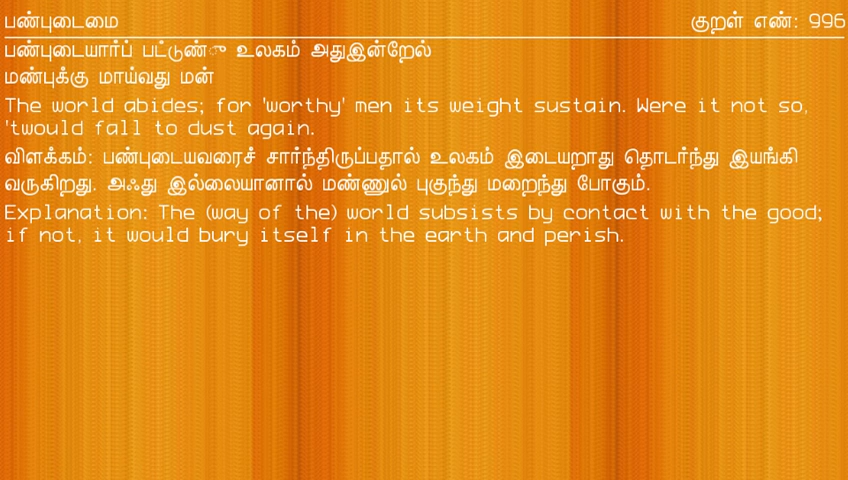 பண்புடைமை
குறள் எண்: 996
பண்புடையார்ப் பட்டுண்ு உலகம் அதுஇன்றேல்
மண்புக்கு மாய்வது மன்
The world abides; for 'worthy' men its weight sustain. Were it not so,
'twould fall to dust again.
விளக்கம்: பண்புடையவரைச் சார்ந்திருப்பதால் உலகம் இடையறாது தொடர்ந்து இயங்கி
வருகிறது. அஃது இல்லையானால் மண்ணுல் புகுந்து மறைந்து போகும்.
Explanation: The (way of the) world subsists by contact with the good;
if not, it would bury itself in the earth and perish.